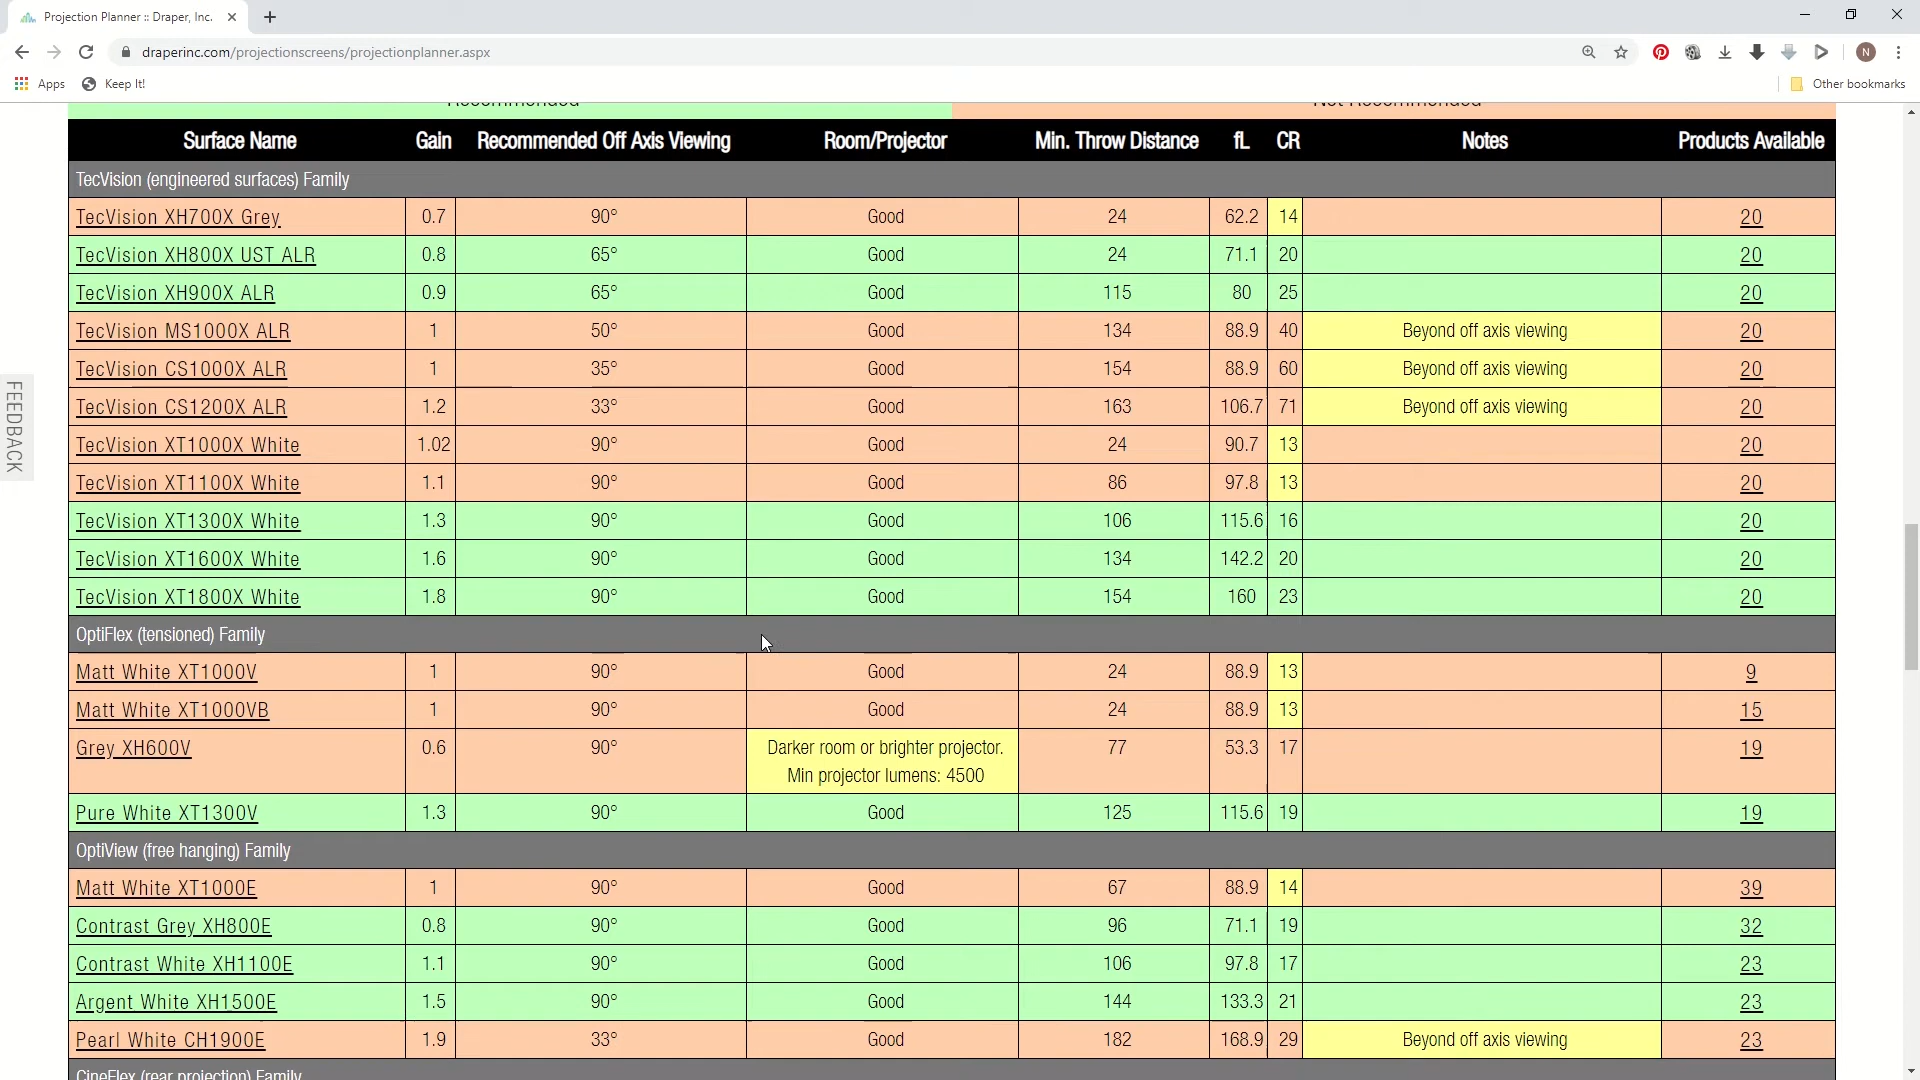 Projection Planner :: Draper, Inc.
draperinc.com/projectionscreens/projectionplanner.aspx
N
Apps Keep It! Other bookmarks
Recommended Not Recommended
Surface Name Gain Recommended Off Axis Viewing Room/Projector Min. Throw Distance fL CR Notes Products Available
TecVision (engineered surfaces) Family
TecVision XH700X Grey 0.7 90° Good 24 62.2 14 20
TecVision XH800X UST ALR 0.8 65° Good 24 71.1 20 20
TecVision XH900X ALR 0.9 65° Good 115 80 25 20
TecVision MS1000X ALR 1 50° Good 134 88.9 40 Beyond off axis viewing 20
TecVision CS1000X ALR 1 35° Good 154 88.9 60 Beyond off axis viewing 20
TecVision CS1200X ALR 1.2 33° Good 163 106.7 71 Beyond off axis viewing 20
TecVision XT1000X White 1.02 90° Good 24 90.7 13 20
TecVision XT1100X White 1.1 90° Good 86 97.8 13 20
TecVision XT1300X White 1.3 90° Good 106 115.6 16 20
TecVision XT1600X White 1.6 90° Good 134 142.2 20 20
TecVision XT1800X White 1.8 90° Good 154 160 23 20
OptiFlex (tensioned) Family
Matt White XT1000V 1 90° Good 24 88.9 13 9
Matt White XT1000VB 1 90° Good 24 88.9 13 15
Grey XH600V 0.6 90° Darker room or brighter projector. 77 53.3 17 19
Min projector lumens: 4500
Pure White XT1300V 1.3 90° Good 125 115.6 19 19
OptiView (free hanging) Family
Matt White XT1000E 1 90° Good 67 88.9 14 39
Contrast Grey XH800E 0.8 90° Good 96 71.1 19 32
Contrast White XH1100E 1.1 90° Good 106 97.8 17 23
Argent White XH1500E 1.5 90° Good 144 133.3 21 23
Pearl White CH1900E 1.9 33° Good 182 168.9 29 Beyond off axis viewing 23
CineFlex (rear projection) Family
FEEDBACK